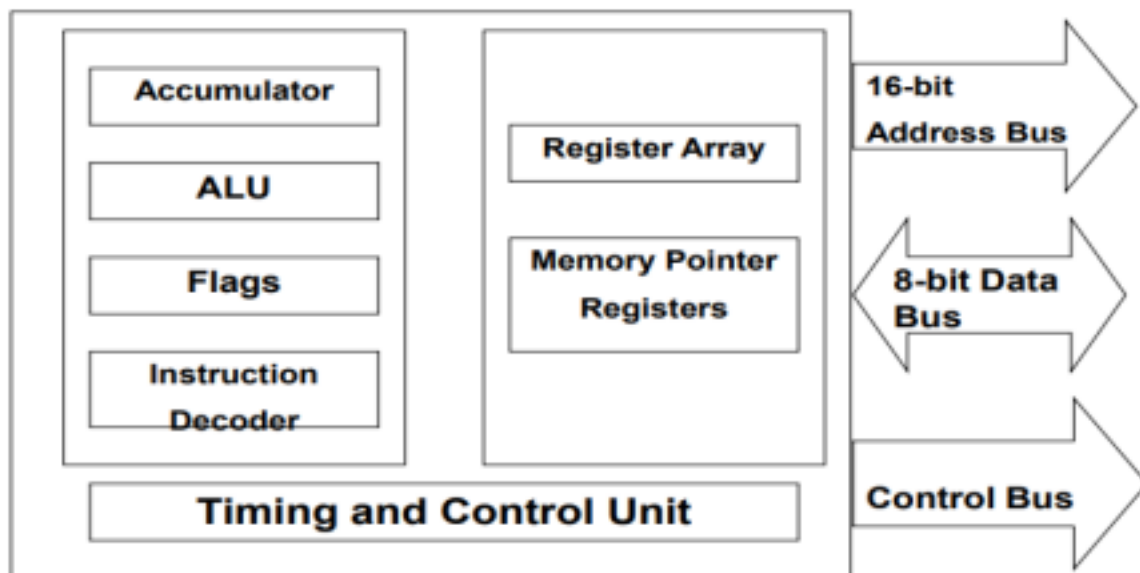 Accumulator
ALU
Flags
Instruction
Decoder
Register Array
Memory Pointer
Registers
Timing and Control Unit
16-bit
Address Bus
8-bit Data
Bus
Control Bus